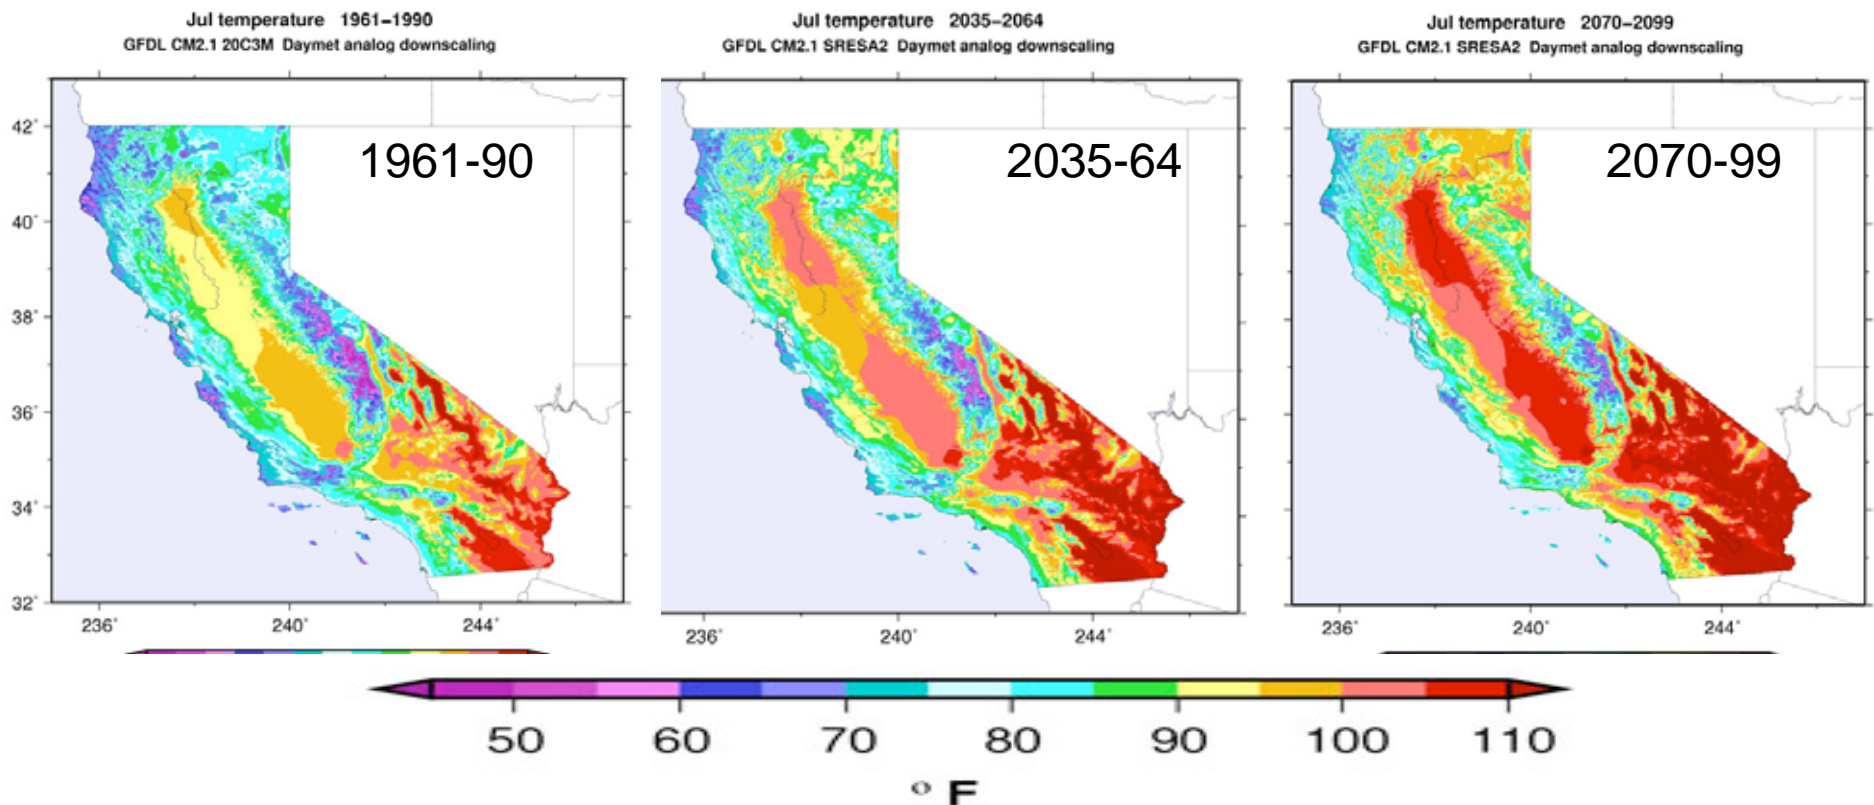 Jul temperature 1961−1990
GFDL CM2.1 20C3M Daymet analog downscaling
Jul temperature 2035−2064
GFDL CM2.1 SRESA2 Daymet analog downscaling
Jul temperature 2070−2099
GFDL CM2.1 SRESA2 Daymet analog downscaling
1961-90
2035-64
2070-99
42˚
40˚
38˚
36˚
34˚
32˚
236˚ 240˚ 244˚
236˚ 240˚ 244˚
236˚ 240˚ 244˚
50 60 70 80 90 100 110
° F